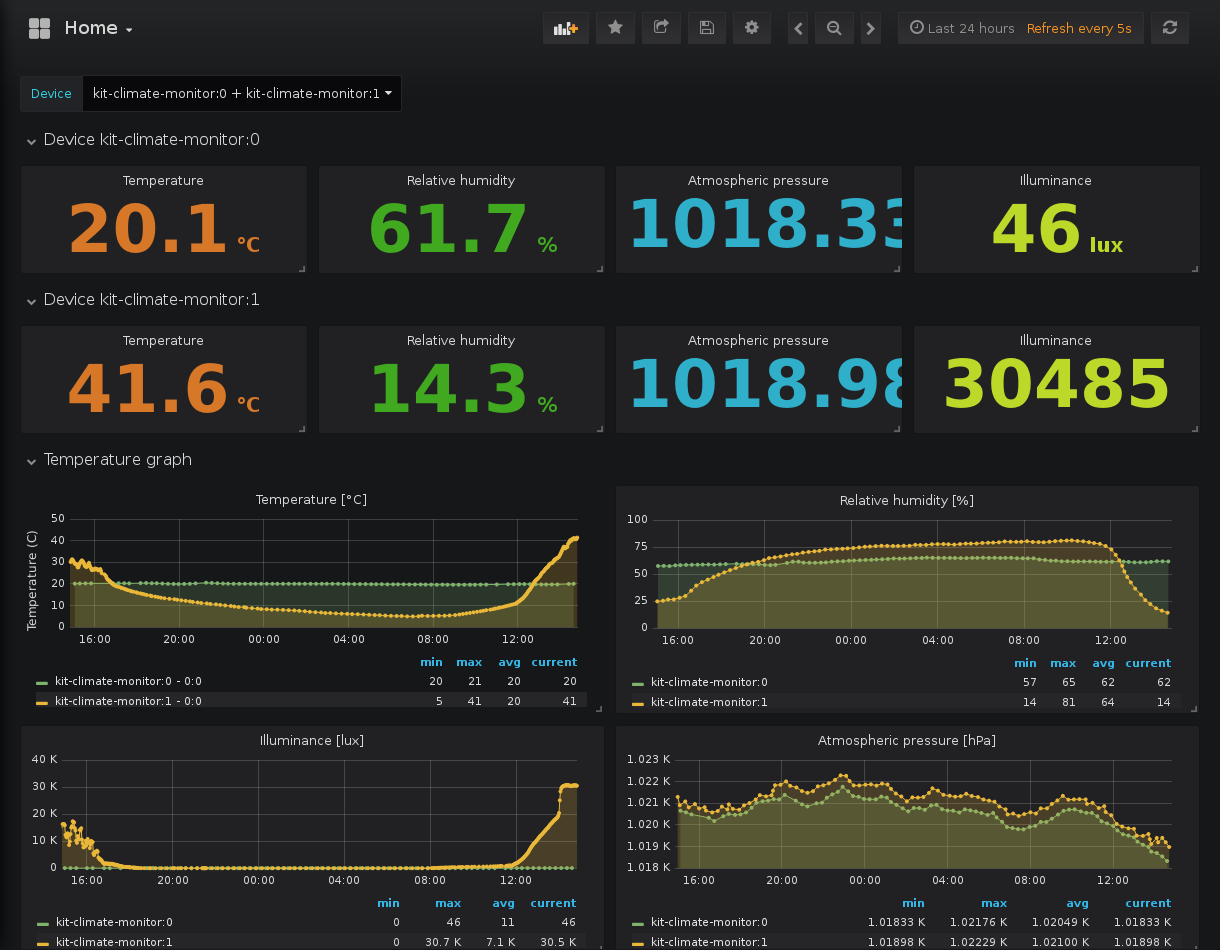 Home
Last 24 hours Refresh every 5s
Device kit-climate-monitor:0 + kit-climate-monitor:1
Device kit-climate-monitor:0
Temperature Relative humidity Atmospheric pressure Illuminance
20.1 °C 61.7 % 1018.33 46 lux
Device kit-climate-monitor:1
Temperature Relative humidity Atmospheric pressure Illuminance
41.6 °C 14.3 % 1018.98 30485
Temperature graph
Temperature [°C]
Temperature (C)
50
40
30
20
10
0
16:00 20:00 00:00 04:00 08:00 12:00
min max avg current
kit-climate-monitor:0 - 0:0 20 21 20 20
kit-climate-monitor:1 - 0:0 5 41 20 41
Relative humidity [%]
100
75
50
25
0
16:00 20:00 00:00 04:00 08:00 12:00
min max avg current
kit-climate-monitor:0 57 65 62 62
kit-climate-monitor:1 14 81 64 14
Illuminance [lux]
40 K
30 K
20 K
10 K
0
16:00 20:00 00:00 04:00 08:00 12:00
min max avg current
kit-climate-monitor:0 0 46 11 46
kit-climate-monitor:1 0 30.7 K 7.1 K 30.5 K
Atmospheric pressure [hPa]
1.023 K
1.022 K
1.021 K
1.020 K
1.019 K
1.018 K
16:00 20:00 00:00 04:00 08:00 12:00
min max avg current
kit-climate-monitor:0 1.01833 K 1.02176 K 1.02049 K 1.01833 K
kit-climate-monitor:1 1.01898 K 1.02229 K 1.02100 K 1.01898 K